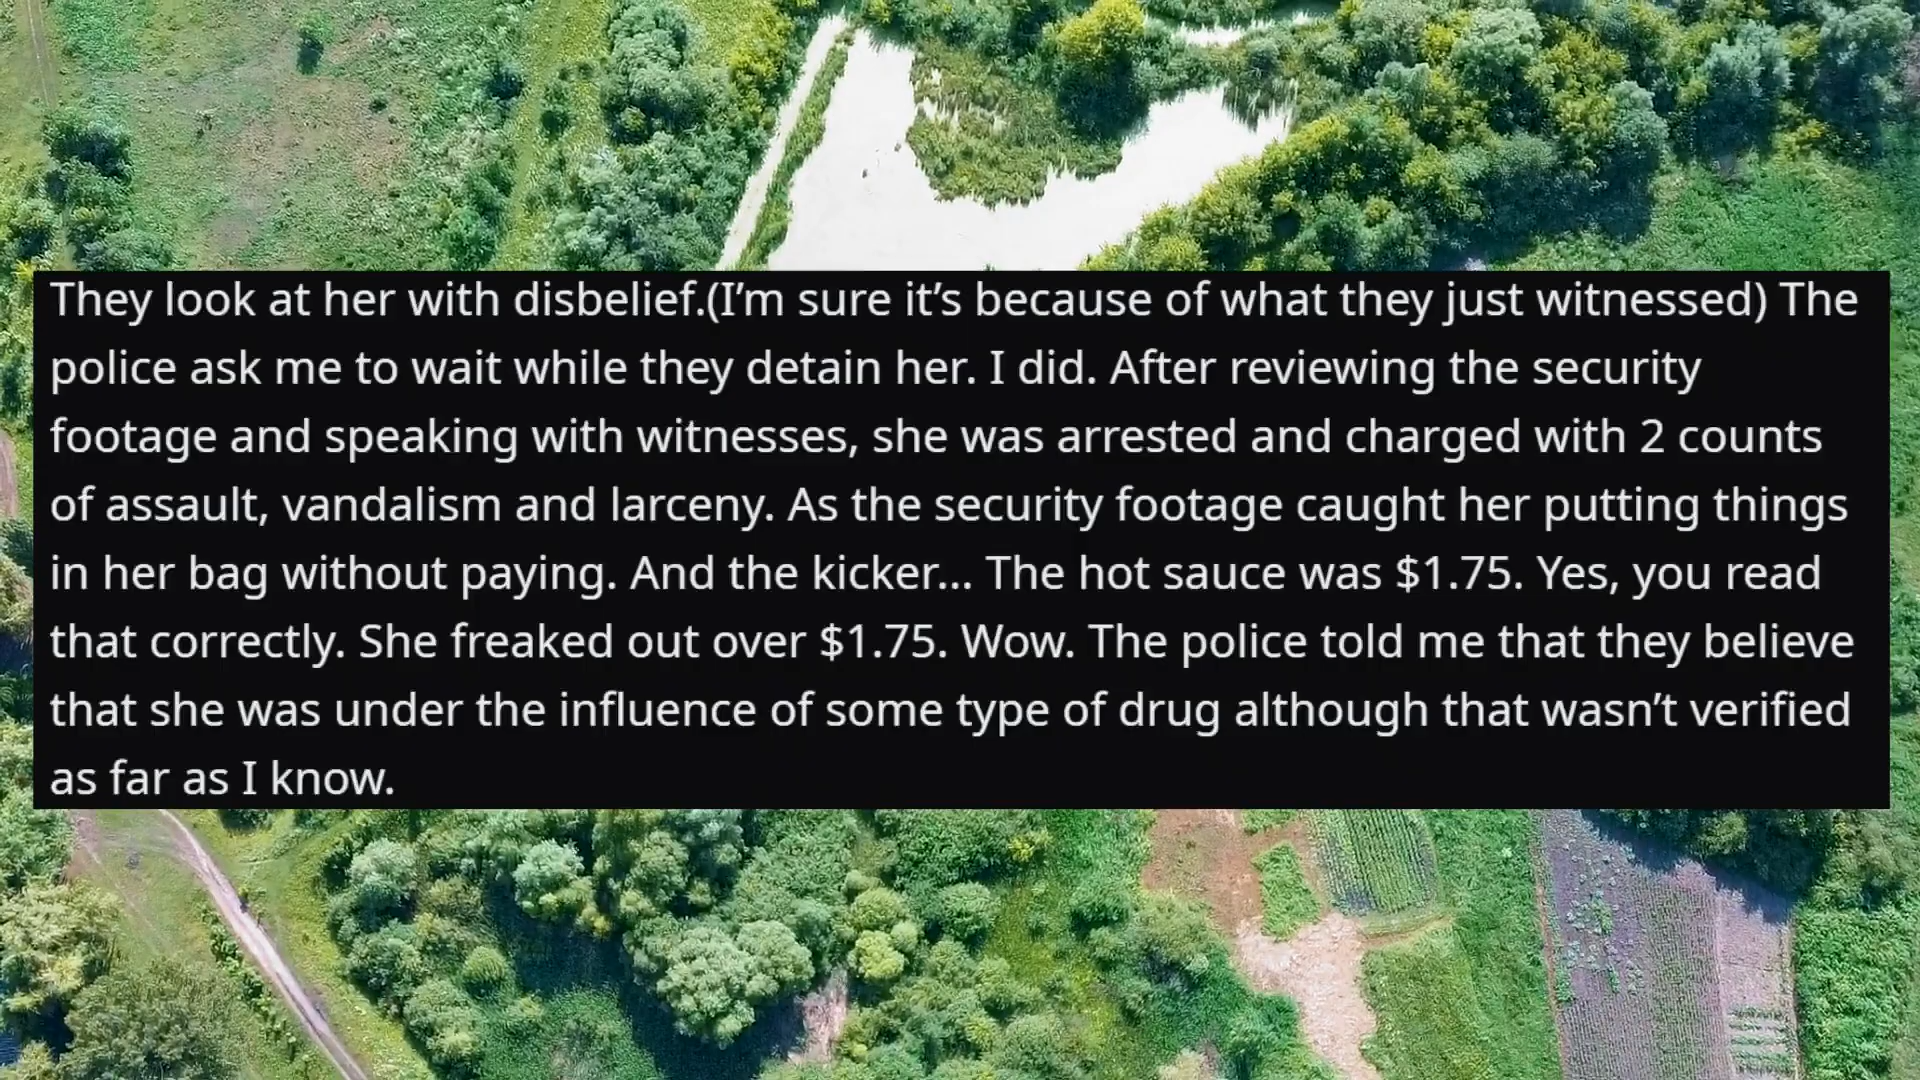 They look at her with disbelief.(I’m sure it’s because of what they just witnessed) The
police ask me to wait while they detain her. I did. After reviewing the security
footage and speaking with witnesses, she was arrested and charged with 2 counts
of assault, vandalism and larceny. As the security footage caught her putting things
in her bag without paying. And the kicker... The hot sauce was $1.75. Yes, you read
that correctly. She freaked out over $1.75. Wow. The police told me that they believe
that she was under the influence of some type of drug although that wasn’t verified
as far as I know.